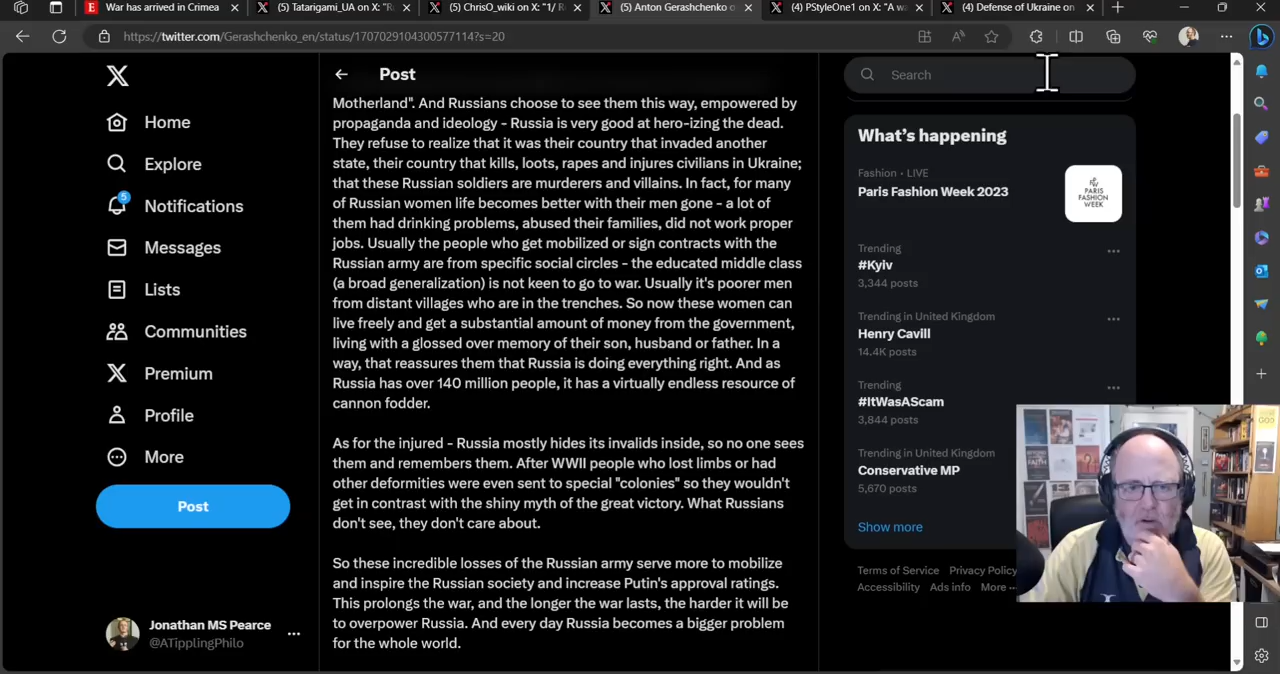 War has arrived in Crimea
(5) Tatarigami_UA on X: "Ru
(5) ChrisO_wiki on X: "1/ R
(5) Anton Gerashchenko o
(4) PStyleOne1 on X: "A wa
(4) Defense of Ukraine on
https://twitter.com/Gerashchenko_en/status/1707029104300577114?s=20
Home
Explore
5
Notifications
Messages
Lists
Communities
Premium
Profile
More
Post
Jonathan MS Pearce
@ATipplingPhilo
Post
Motherland". And Russians choose to see them this way, empowered by
propaganda and ideology - Russia is very good at hero-izing the dead.
They refuse to realize that it was their country that invaded another
state, their country that kills, loots, rapes and injures civilians in Ukraine;
that these Russian soldiers are murderers and villains. In fact, for many
of Russian women life becomes better with their men gone - a lot of
them had drinking problems, abused their families, did not work proper
jobs. Usually the people who get mobilized or sign contracts with the
Russian army are from specific social circles - the educated middle class
(a broad generalization) is not keen to go to war. Usually it's poorer men
from distant villages who are in the trenches. So now these women can
live freely and get a substantial amount of money from the government,
living with a glossed over memory of their son, husband or father. In a
way, that reassures them that Russia is doing everything right. And as
Russia has over 140 million people, it has a virtually endless resource of
cannon fodder.
As for the injured - Russia mostly hides its invalids inside, so no one sees
them and remembers them. After WWII people who lost limbs or had
other deformities were even sent to special "colonies" so they wouldn't
get in contrast with the shiny myth of the great victory. What Russians
don't see, they don't care about.
So these incredible losses of the Russian army serve more to mobilize
and inspire the Russian society and increase Putin's approval ratings.
This prolongs the war, and the longer the war lasts, the harder it will be
to overpower Russia. And every day Russia becomes a bigger problem
for the whole world.
Search
What's happening
Fashion · LIVE
Paris Fashion Week 2023
PARIS
FASHION
WEEK
Trending
#Kyiv
3,344 posts
Trending in United Kingdom
Henry Cavill
14.4K posts
Trending
#ItWasAScam
3,844 posts
Trending in United Kingdom
Conservative MP
5,670 posts
Show more
Terms of Service Privacy Policy
Accessibility Ads info More